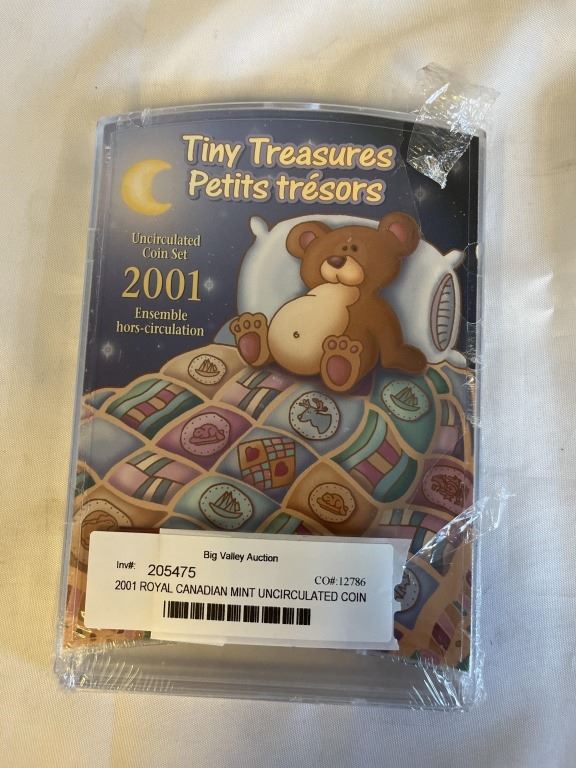 Tiny Treasures
Petits trésors
Uncirculated
Coin Set
2001
Ensemble
hors-circulation
Big Valley Auction
Inv#: 205475 CO#:12786
2001 ROYAL CANADIAN MINT UNCIRCULATED COIN